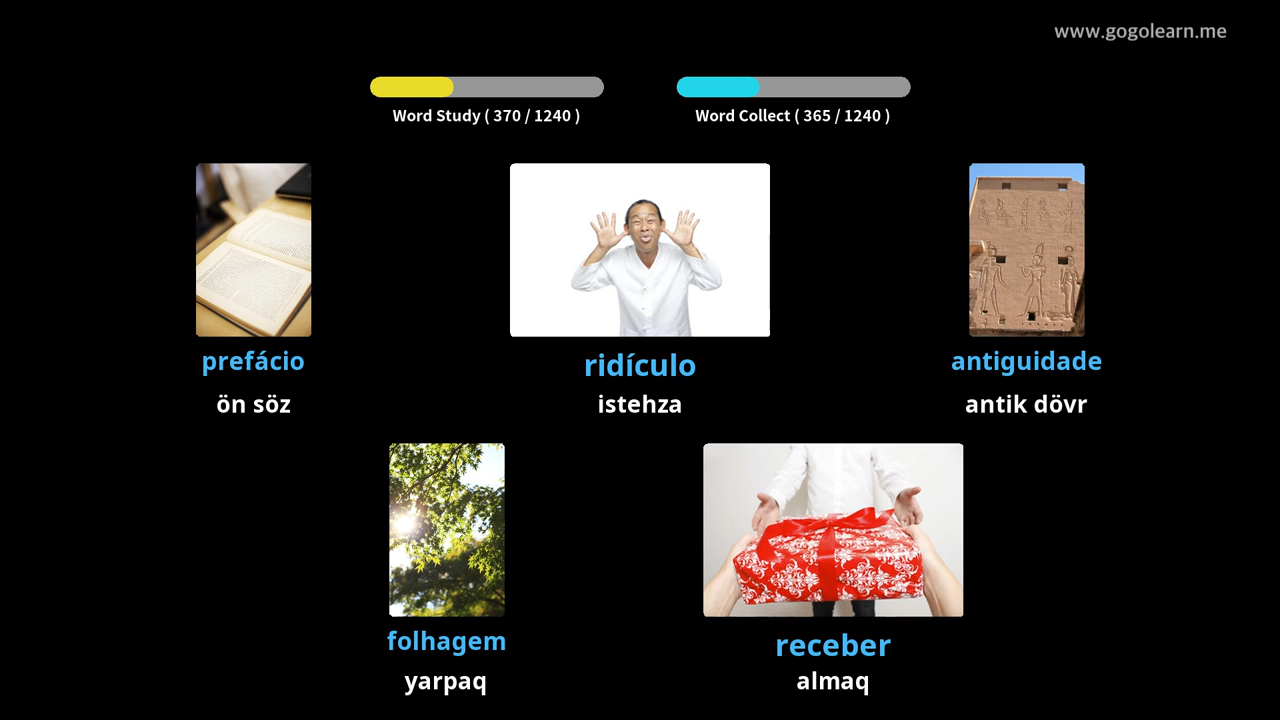 www.gogolearn.me
Word Study ( 370 / 1240 )
Word Collect ( 365 / 1240 )
prefácio
ön söz
ridículo
istehza
antiguidade
antik dövr
folhagem
yarpaq
receber
almaq